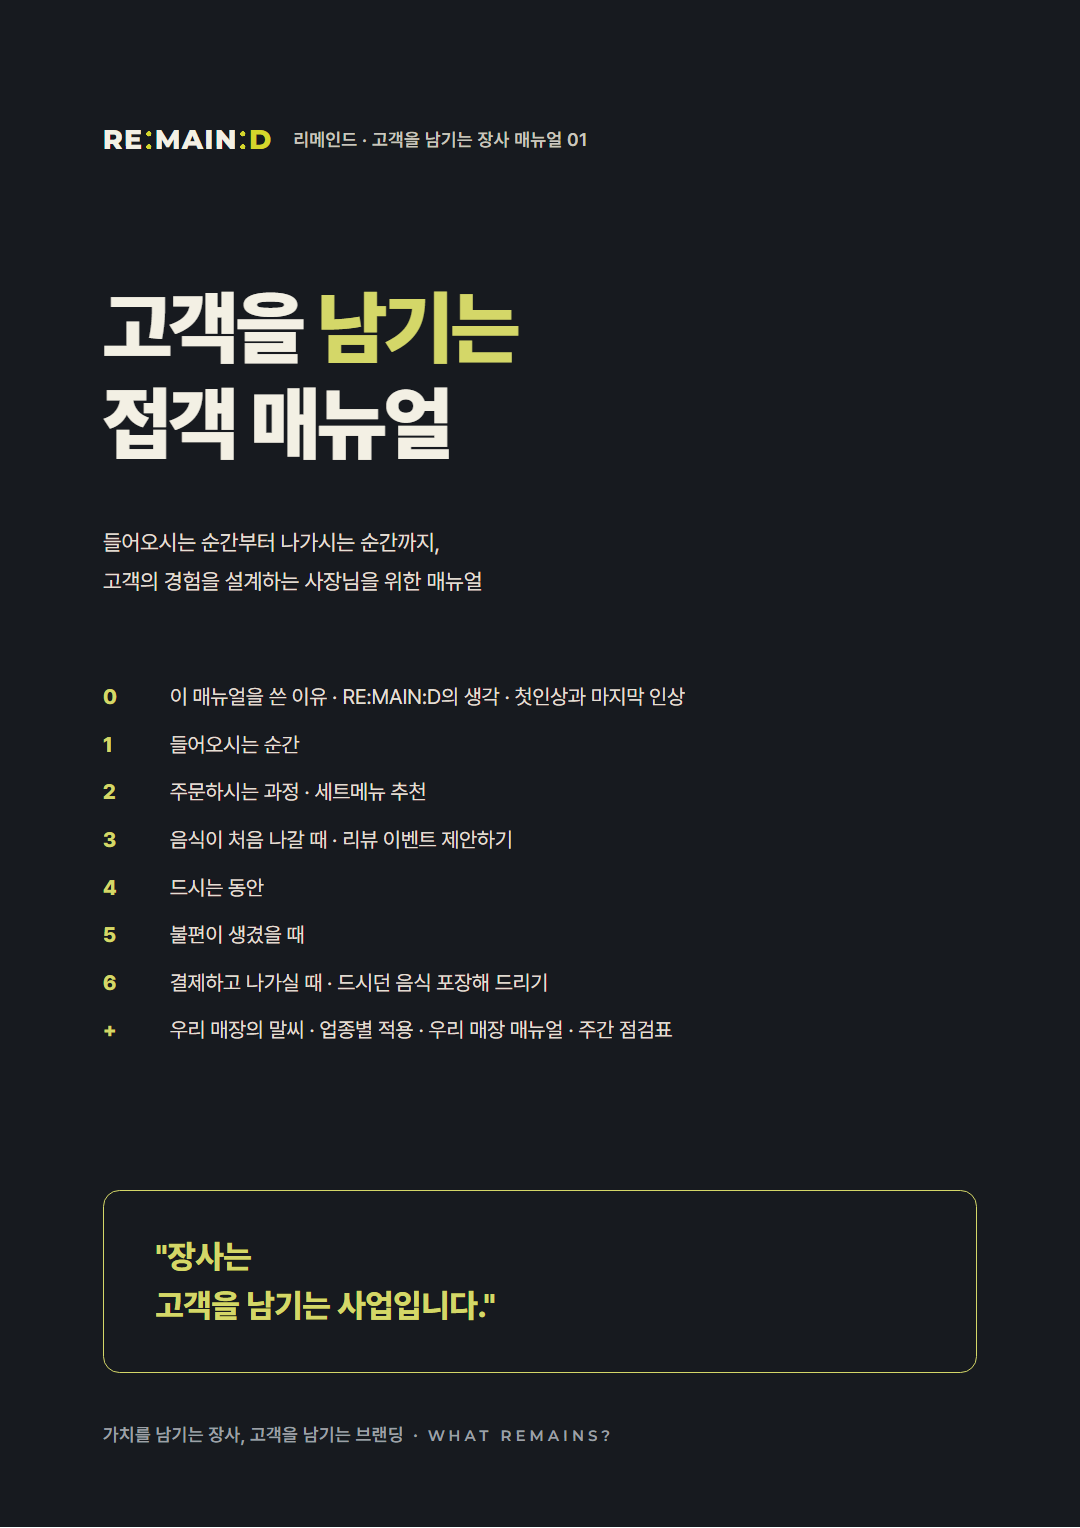 RE:MAIN:D 리메인드 · 고객을 남기는 장사 매뉴얼 01
고객을 남기는
접객 매뉴얼
들어오시는 순간부터 나가시는 순간까지,
고객의 경험을 설계하는 사장님을 위한 매뉴얼
0 이 매뉴얼을 쓴 이유 · RE:MAIN:D의 생각 · 첫인상과 마지막 인상
1 들어오시는 순간
2 주문하시는 과정 · 세트메뉴 추천
3 음식이 처음 나갈 때 · 리뷰 이벤트 제안하기
4 드시는 동안
5 불편이 생겼을 때
6 결제하고 나가실 때 · 드시던 음식 포장해 드리기
+ 우리 매장의 말씨 · 업종별 적용 · 우리 매장 매뉴얼 · 주간 점검표
"장사는
고객을 남기는 사업입니다."
가치를 남기는 장사, 고객을 남기는 브랜딩 · WHAT REMAINS?